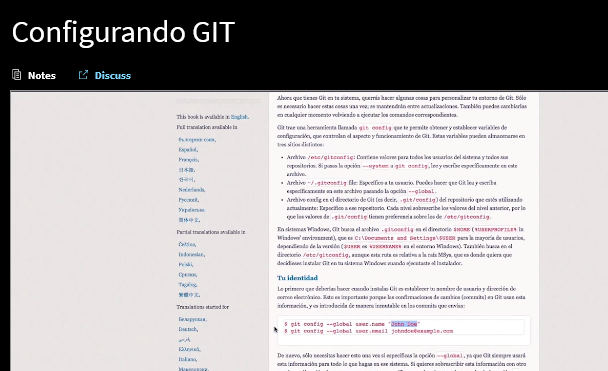 Configurando GIT
Notes
Discuss
This book is available in English.
Full translation available in
Español,
Français,
日本語,
한국어,
Nederlands,
Русский,
Українська
简体中文,
Partial translations available in
Čeština,
Indonesian,
Polski,
Српски,
Tagalog,
繁體中文,
Translations started for
Беларуская,
Deutsch,
فارسی,
Ελληνικά,
Italiano,
Македонски,
Ahora que tienes Git en tu sistema, querrás hacer algunas cosas para personalizar tu entorno de Git. Sólo
es necesario hacer estas cosas una vez; se mantendrán entre actualizaciones. También puedes cambiarlas
en cualquier momento volviendo a ejecutar los comandos correspondientes.
Git trae una herramienta llamada git config que te permite obtener y establecer variables de
configuración, que controlan el aspecto y funcionamiento de Git. Estas variables pueden almacenarse en
tres sitios distintos:
• Archivo /etc/gitconfig: Contiene valores para todos los usuarios del sistema y todos sus
repositorios. Si pasas la opción --system a git config, lee y escribe específicamente en este
archivo.
• Archivo ~/.gitconfig file: Específico a tu usuario. Puedes hacer que Git lea y escriba
específicamente en este archivo pasando la opción --global.
• Archivo config en el directorio de Git (es decir, .git/config) del repositorio que estés utilizando
actualmente: Específico a ese repositorio. Cada nivel sobrescribe los valores del nivel anterior, por lo
que los valores de .git/config tienen preferencia sobre los de /etc/gitconfig.
En sistemas Windows, Git busca el archivo .gitconfig en el directorio $HOME (%USERPROFILE% in
Windows' environment), que es C:\Documents and Settings\$USER para la mayoría de usuarios,
dependiendo de la versión ($USER es %USERNAME% en el entorno Windows). También busca en el
directorio /etc/gitconfig, aunque esta ruta es relativa a la raíz MSys, que es donde quiera que
decidieses instalar Git en tu sistema Windows cuando ejecutaste el instalador.
Tu identidad
Lo primero que deberías hacer cuando instalas Git es establecer tu nombre de usuario y dirección de
correo electrónico. Esto es importante porque las confirmaciones de cambios (commits) en Git usan esta
información, y es introducida de manera inmutable en los commits que envías:
$ git config --global user.name "John Doe"
$ git config --global user.email johndoe@example.com
De nuevo, sólo necesitas hacer esto una vez si especificas la opción --global, ya que Git siempre usará
esta información para todo lo que hagas en ese sistema. Si quieres sobrescribir esta información con otro